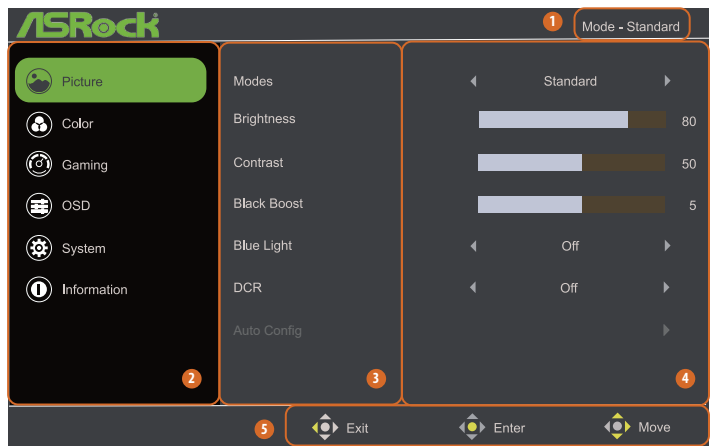 ASRock
1
Mode - Standard
Picture
Color
Gaming
OSD
System
Information
2
Modes
Brightness
Contrast
Black Boost
Blue Light
DCR
Auto Config
3
Standard
80
50
5
Off
Off
4
5
Exit
Enter
Move